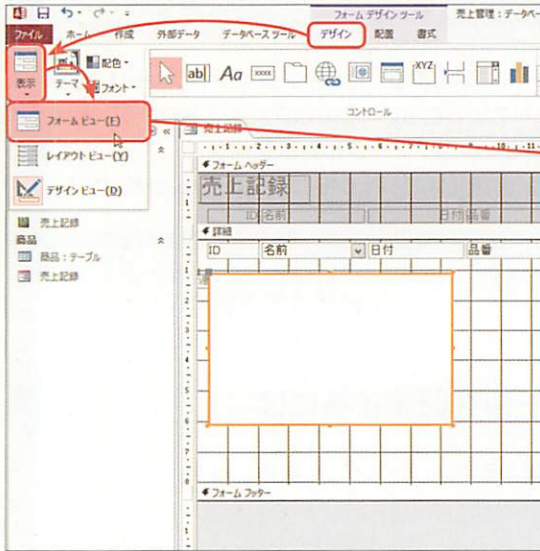 フォーム デザイン ツール
売上管理 : データベー
ファイル ホーム 作成 外部データ データベース ツール デザイン 配置 書式
表示
テーマ
配色
フォント
ab
Aa
xxxx
XYZ
コントロール
フォーム ビュー(F)
レイアウト ビュー(Y)
デザイン ビュー(D)
売上記録
商品
商品 : テーブル
売上記録
売上記録
フォーム ヘッダー
売上記録
ID 名前 日付 品番
詳細
ID 名前 日付 品番
フォーム フッター